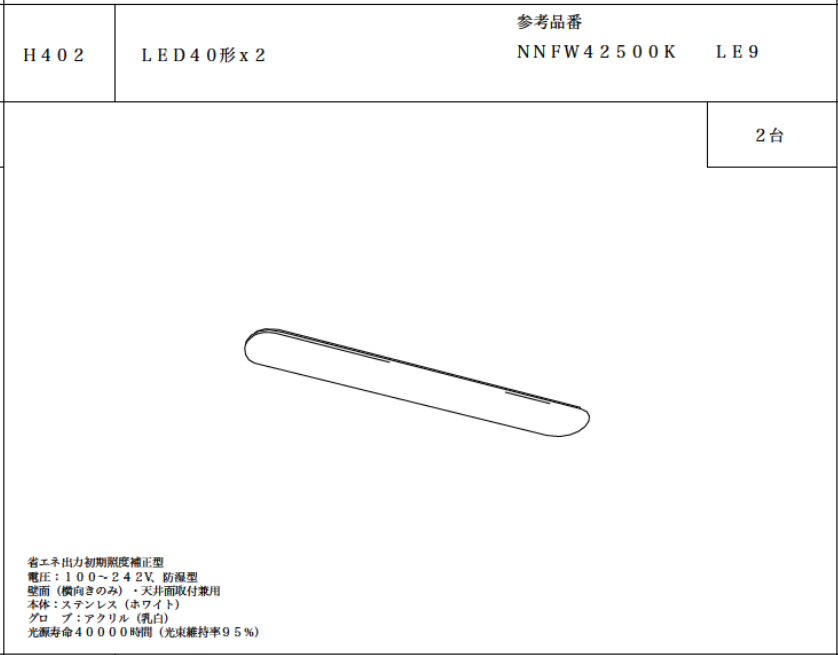 参考品番
H402 LED40形x2 NNFW42500K LE9
2台
省エネ出力初期照度補正型
電圧：100～242V、防湿型
壁面（横向きのみ）・天井面取付兼用
本体：ステンレス（ホワイト）
グロ　ブ：アクリル（乳白）
光源寿命40000時間（光束維持率95%）